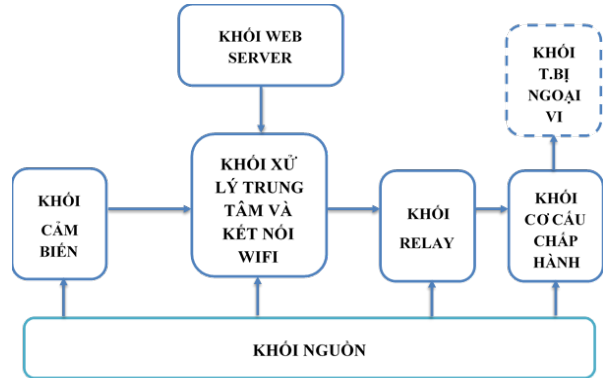 KHỐI WEB
SERVER
KHỐI
T.BỊ
NGOẠI
VI
KHỐI
CẢM
BIẾN
KHỐI XỬ
LÝ TRUNG
TÂM VÀ
KẾT NỐI
WIFI
KHỐI
RELAY
KHỐI
CƠ CẤU
CHẤP
HÀNH
KHỐI NGUỒN